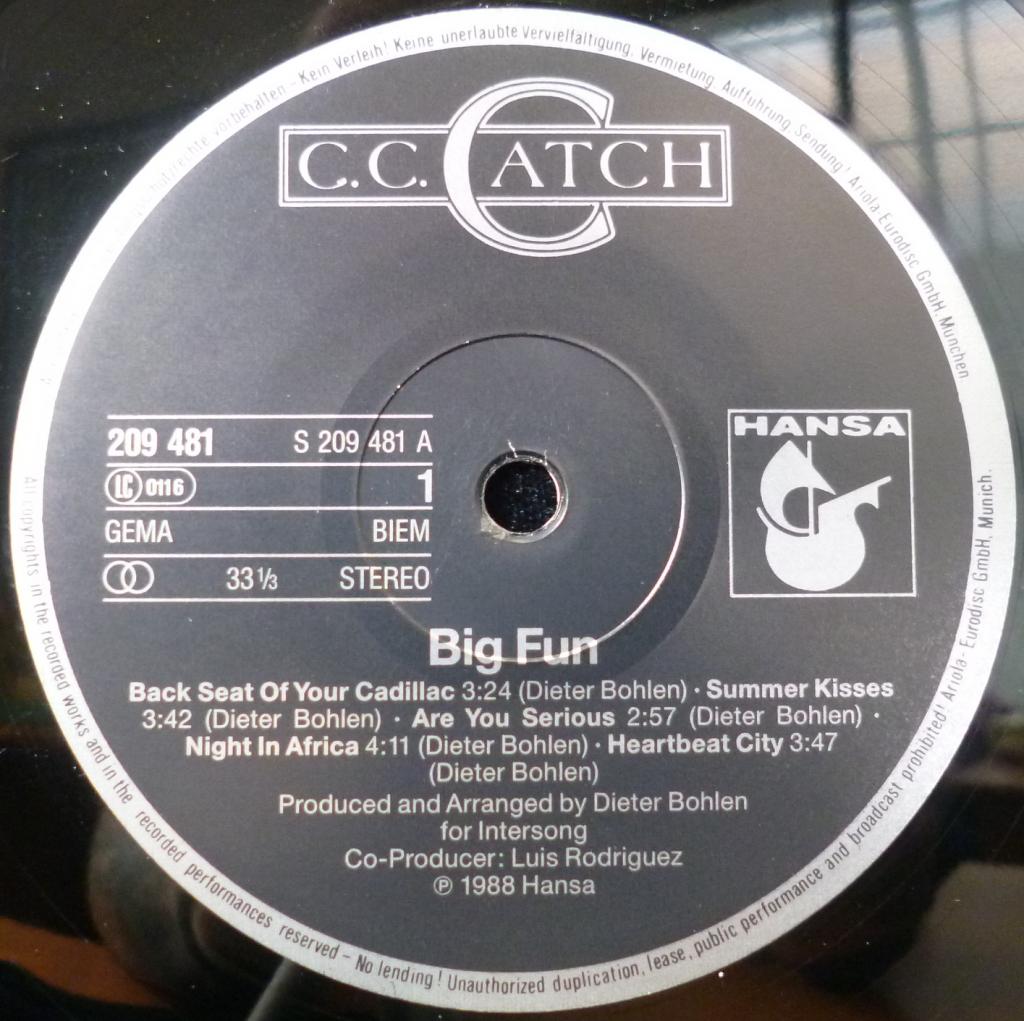 C.C. CATCH
209 481 S 209 481 A
LC 0116 1
GEMA BIEM
33 1/3 STEREO
HANSA
Big Fun
Back Seat Of Your Cadillac 3:24 (Dieter Bohlen) · Summer Kisses
3:42 (Dieter Bohlen) · Are You Serious 2:57 (Dieter Bohlen) ·
Night In Africa 4:11 (Dieter Bohlen) · Heartbeat City 3:47
(Dieter Bohlen)
Produced and Arranged by Dieter Bohlen
for Intersong
Co-Producer: Luis Rodriguez
℗ 1988 Hansa
vorbehalten – Kein Verleih! Keine unerlaubte Vervielfältigung, Vermietung, Aufführung, Sendung! Ariola-Eurodisc GmbH, München
All copyrights in the recorded works and in the recorded performances reserved – No lending! Unauthorized duplication, lease, public performance and broadcast prohibited! Ariola-Eurodisc GmbH, Munich.